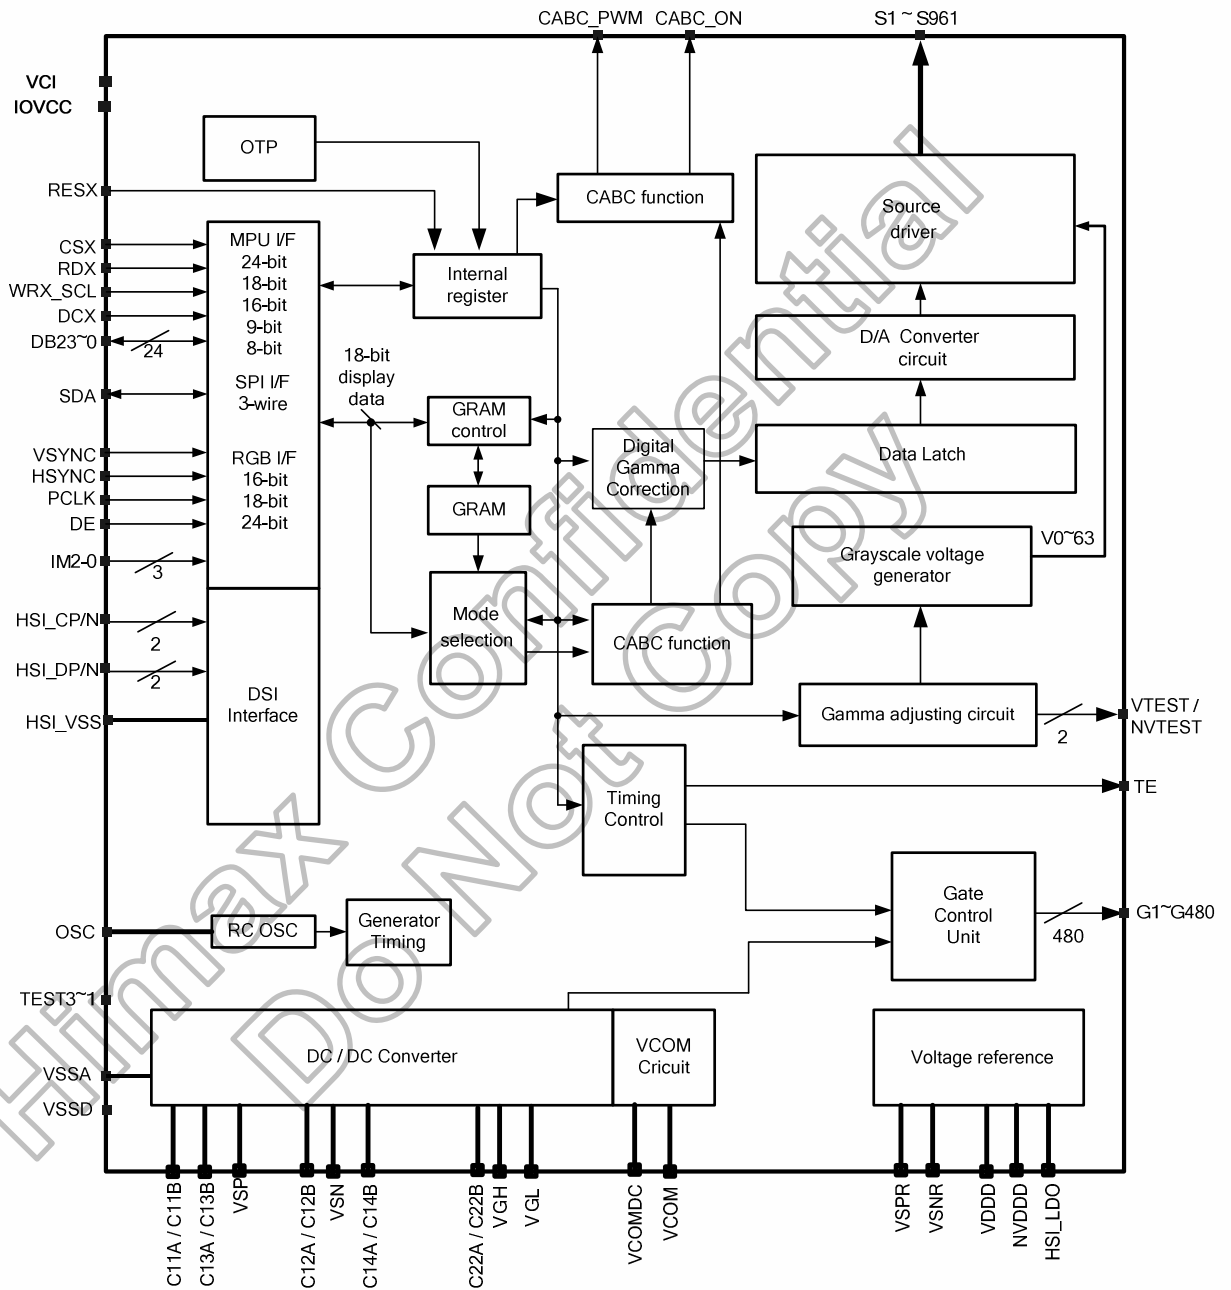 CABC_PWM CABC_ON S1~S961
VCI
IOVCC
OTP
RESX
CABC function
Source
driver
CSX
RDX
WRX_SCL
DCX
DB23~0
24
MPU I/F
24-bit
18-bit
16-bit
9-bit
8-bit
Internal
register
D/A Converter
circuit
SDA
SPI I/F
3-wire
18-bit
display
data
GRAM
control
Digital
Gamma
Correction
Data Latch
VSYNC
HSYNC
PCLK
DE
RGB I/F
16-bit
18-bit
24-bit
GRAM
V0~63
Grayscale voltage
generator
IM2-0
3
HSI_CP/N
2
Mode
selection
CABC function
HSI_DP/N
2
DSI
Interface
HSI_VSS
Gamma adjusting circuit
2
VTEST /
NVTEST
Timing
Control
TE
Gate
Control
Unit
480
G1~G480
OSC
RC OSC
Generator
Timing
TEST3~1
DC / DC Converter
VCOM
Cricuit
Voltage reference
VSSA
VSSD
C11A / C11B
C13A / C13B
VSP
C12A / C12B
VSN
C14A / C14B
C22A / C22B
VGH
VGL
VCOMDC
VCOM
VSPR
VSNR
VDDD
NVDDD
HSI_LDO
Himax Confidential
Do Not Copy